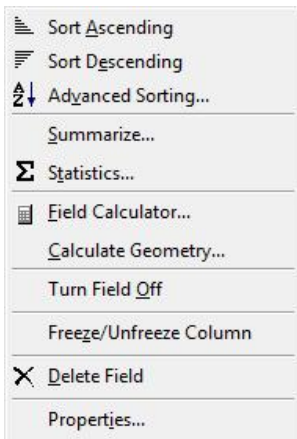 Sort Ascending
Sort Descending
Advanced Sorting...
Summarize...
Statistics...
Field Calculator...
Calculate Geometry...
Turn Field Off
Freeze/Unfreeze Column
Delete Field
Properties...